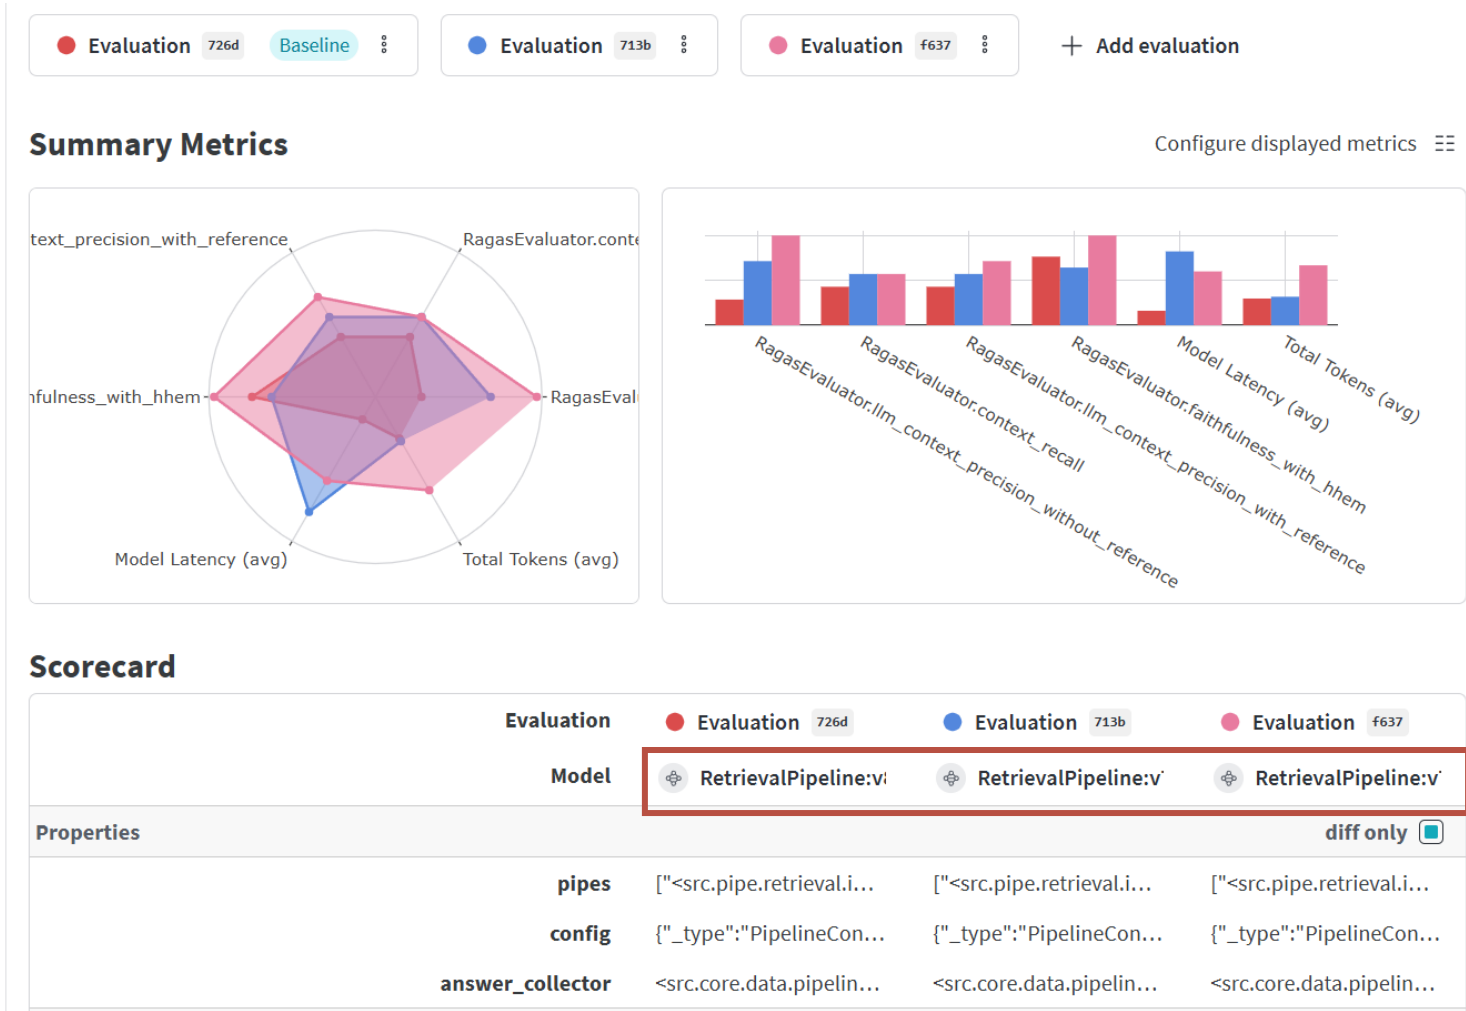 Evaluation 726d Baseline Evaluation 713b Evaluation f637 Add evaluation
Summary Metrics
Configure displayed metrics
text_precision_with_reference
RagasEvaluator.conte
fulness_with_hhem
RagasEval
Model Latency (avg)
Total Tokens (avg)
RagasEvaluator.llm_context_precision_without_reference
RagasEvaluator.context_recall
RagasEvaluator.llm_context_precision_with_reference
RagasEvaluator.faithfulness_with_hhem
Model Latency (avg)
Total Tokens (avg)
Scorecard
Evaluation Evaluation 726d Evaluation 713b Evaluation f637
Model RetrievalPipeline:v RetrievalPipeline:v RetrievalPipeline:v
Properties diff only
pipes ["<src.pipe.retrieval.i... ["<src.pipe.retrieval.i... ["<src.pipe.retrieval.i...
config {"_type":"PipelineCon... {"_type":"PipelineCon... {"_type":"PipelineCon...
answer_collector <src.core.data.pipelin... <src.core.data.pipelin... <src.core.data.pipelin...